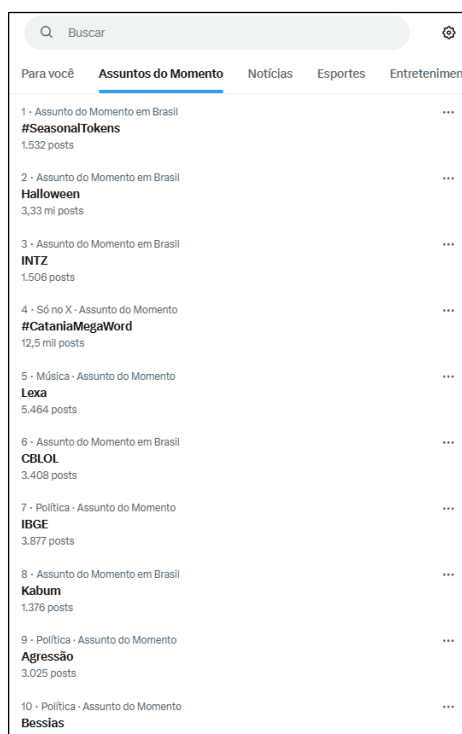 Buscar
Para você Assuntos do Momento Notícias Esportes Entretenimen
1 · Assunto do Momento em Brasil
#SeasonalTokens
1.532 posts
2 · Assunto do Momento em Brasil
Halloween
3,33 mi posts
3 · Assunto do Momento em Brasil
INTZ
1.506 posts
4 · Só no X · Assunto do Momento
#CataniaMegaWord
12,5 mil posts
5 · Música · Assunto do Momento
Lexa
5.464 posts
6 · Assunto do Momento em Brasil
CBLOL
3.408 posts
7 · Política · Assunto do Momento
IBGE
3.877 posts
8 · Assunto do Momento em Brasil
Kabum
1.376 posts
9 · Política · Assunto do Momento
Agressão
3.025 posts
10 · Política · Assunto do Momento
Bessias